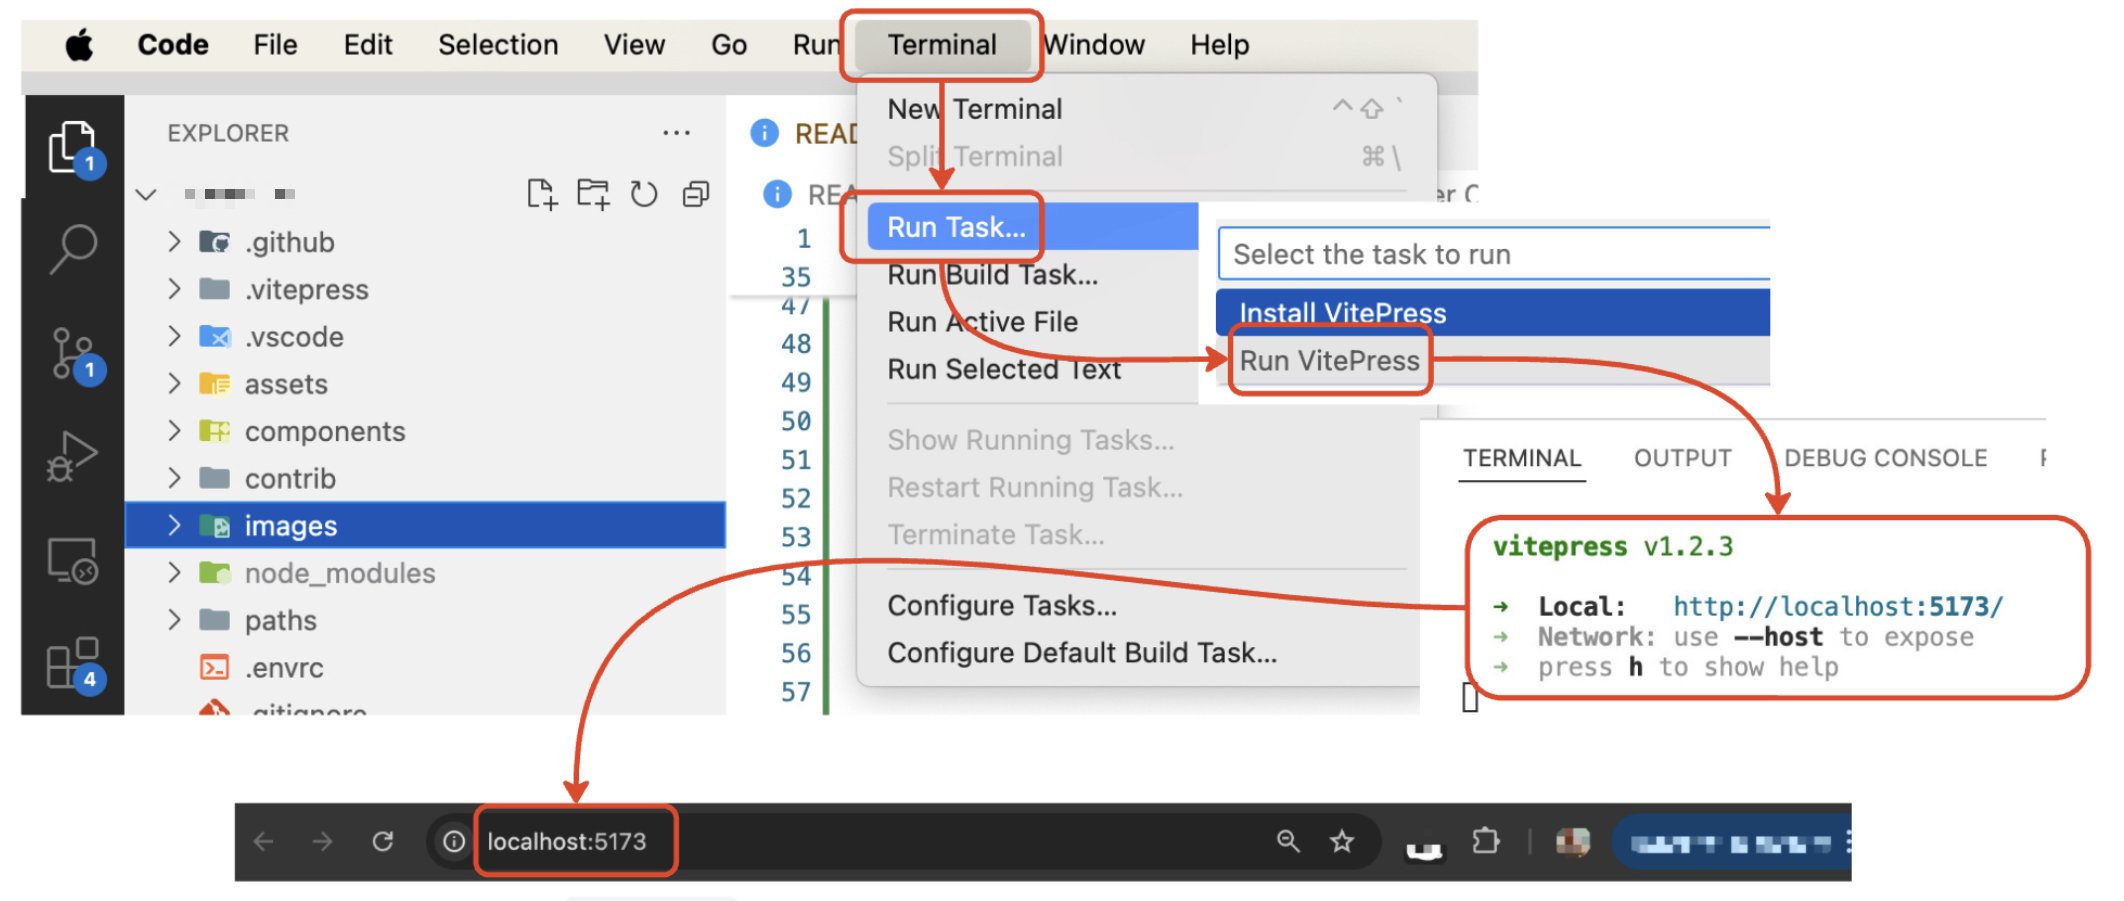 Code File Edit Selection View Go Run Terminal Window Help
EXPLORER
.github
.vitepress
.vscode
assets
components
contrib
images
node_modules
paths
.envrc
.gitignore
1
1
4
READ
REA
er C
1
35
47
48
49
50
51
52
53
54
55
56
57
New Terminal ^⇧`
Split Terminal ⌘\
Run Task...
Run Build Task...
Run Active File
Run Selected Text
Show Running Tasks...
Restart Running Task...
Terminate Task...
Configure Tasks...
Configure Default Build Task...
Select the task to run
Install VitePress
Run VitePress
TERMINAL OUTPUT DEBUG CONSOLE
vitepress v1.2.3
➜ Local: http://localhost:5173/
➜ Network: use --host to expose
➜ press h to show help
localhost:5173